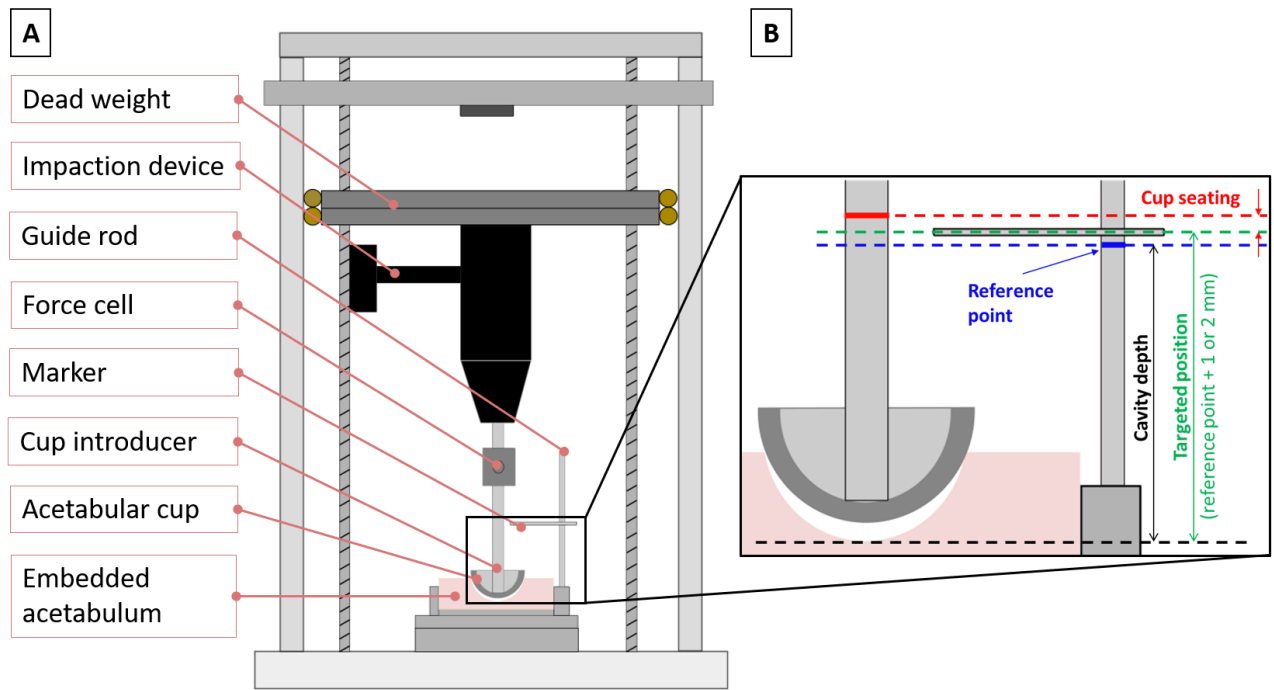 A
Dead weight
Impaction device
Guide rod
Force cell
Marker
Cup introducer
Acetabular cup
Embedded
acetabulum
B
Cup seating
Reference
point
Cavity depth
Targeted position
(reference point + 1 or 2 mm)